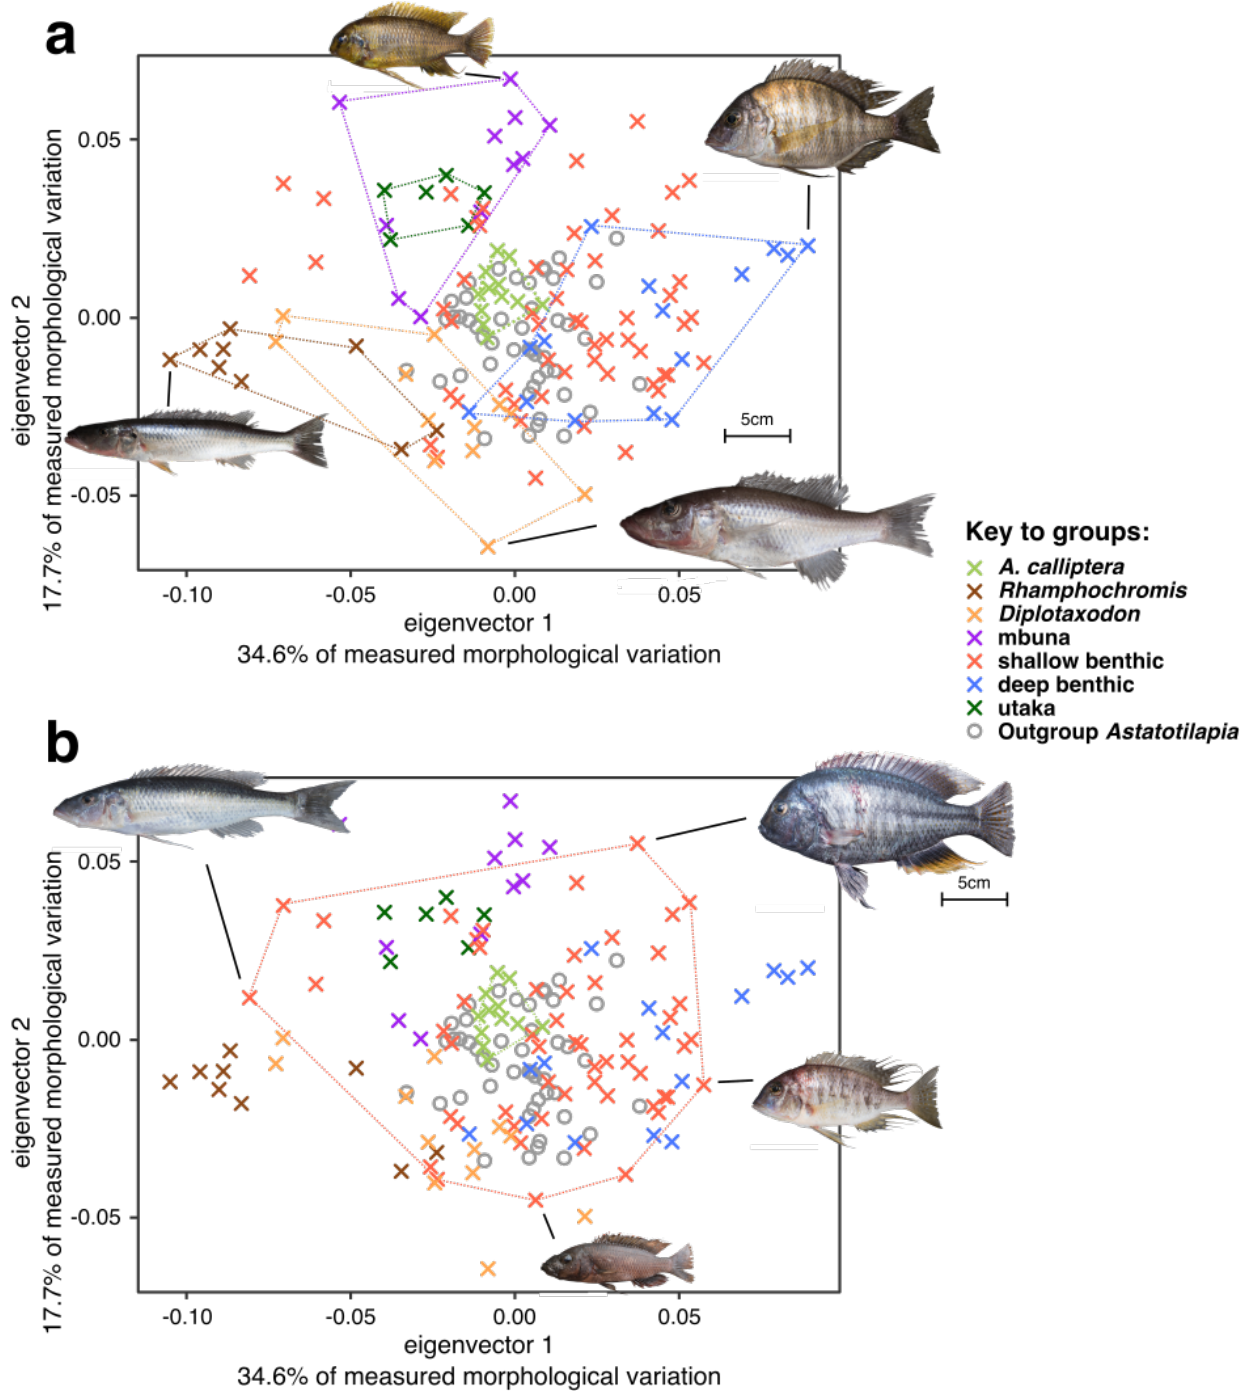 a
0.05
0.00
-0.05
eigenvector 2
17.7% of measured morphological variation
5cm
-0.10
-0.05
0.00
0.05
eigenvector 1
34.6% of measured morphological variation
Key to groups:
A. calliptera
Rhamphochromis
Diplotaxodon
mbuna
shallow benthic
deep benthic
utaka
Outgroup Astatotilapia
b
0.05
0.00
-0.05
eigenvector 2
17.7% of measured morphological variation
5cm
-0.10
-0.05
0.00
0.05
eigenvector 1
34.6% of measured morphological variation